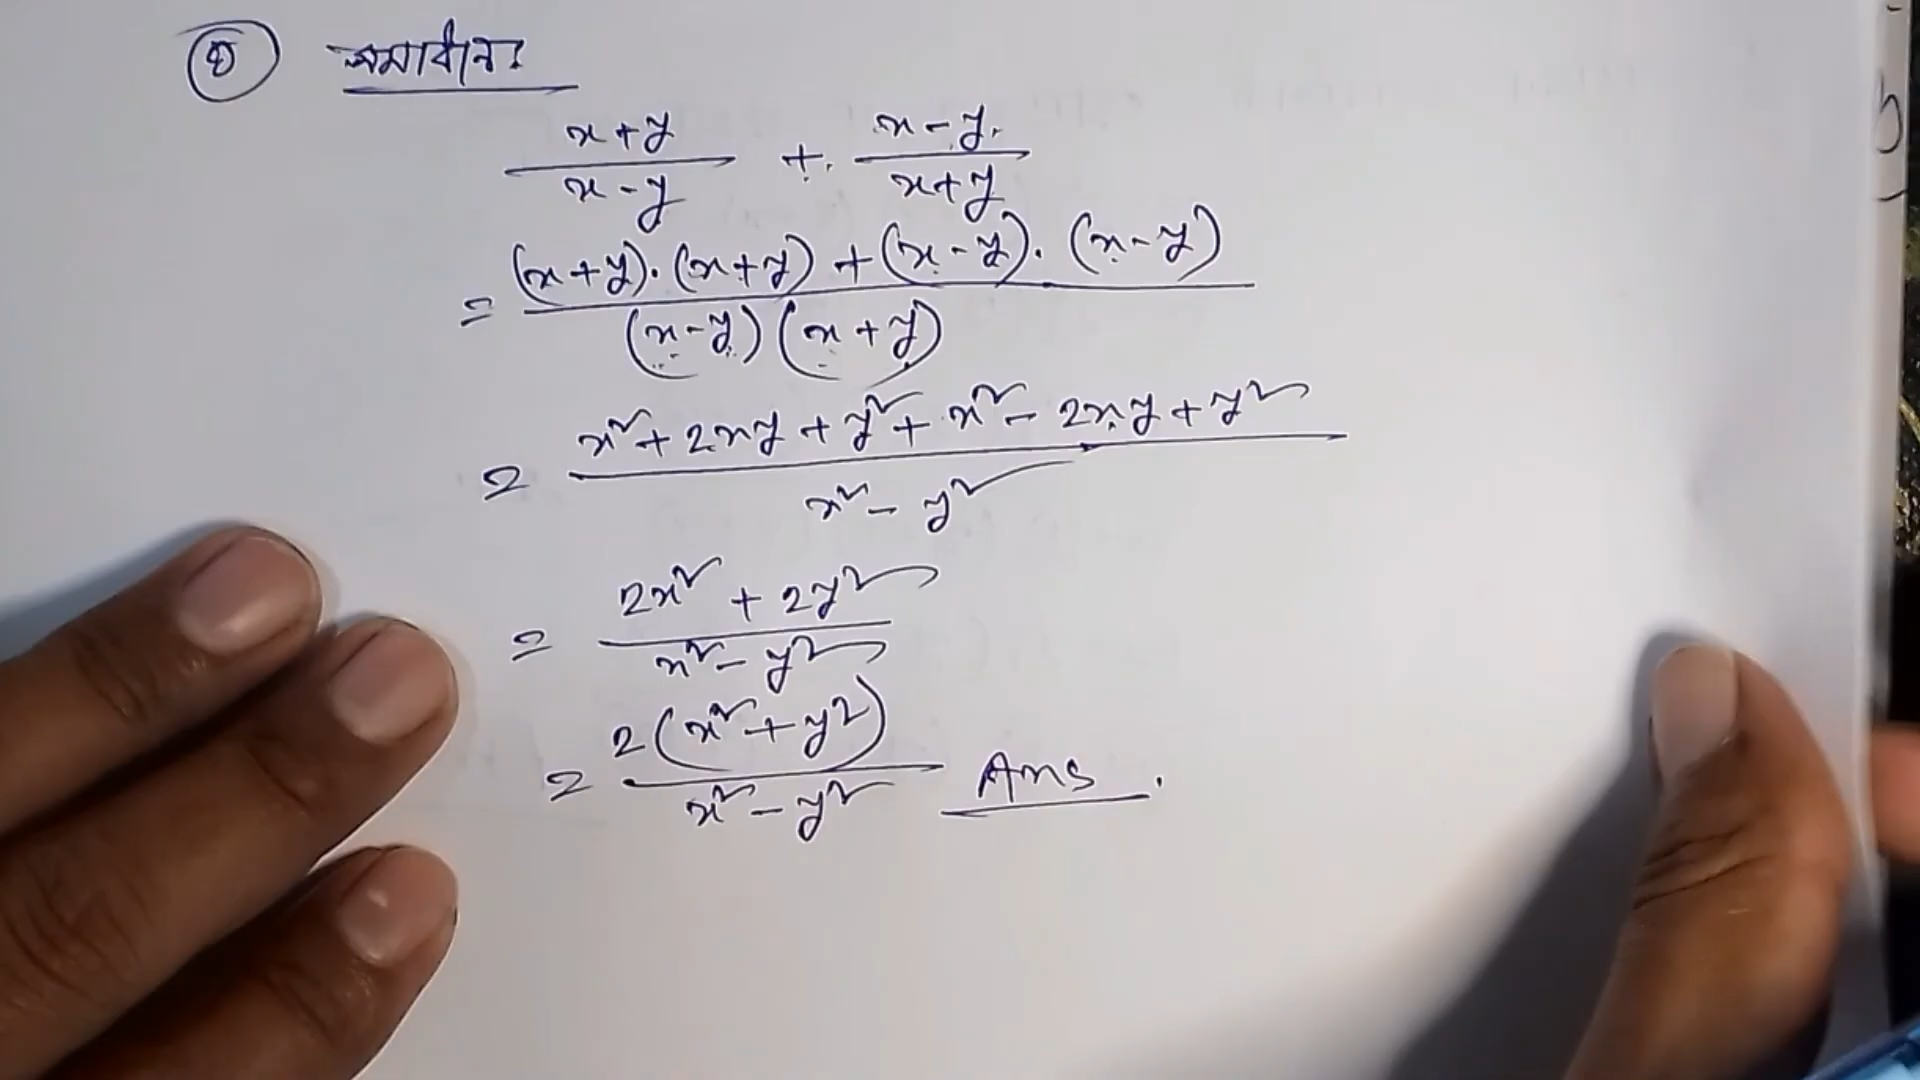 ঘ সমাধানঃ
x+y/x-y + x-y/x+y
= (x+y).(x+y)+(x-y).(x-y)/(x-y)(x+y)
= x²+2xy+y²+x²-2xy+y²/x²-y²
= 2x²+2y²/x²-y²
= 2(x²+y²)/x²-y² Ans.